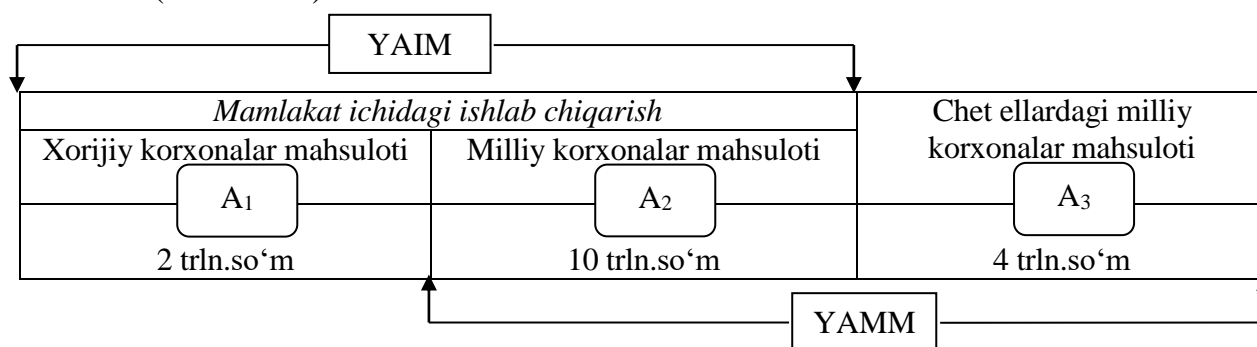 YAIM
Mamlakat ichidagi ishlab chiqarish
Chet ellardagi milliy korxonalar mahsuloti
Xorijiy korxonalar mahsuloti
Milliy korxonalar mahsuloti
A₁
A₂
A₃
2 trln.so‘m
10 trln.so‘m
4 trln.so‘m
YAMM